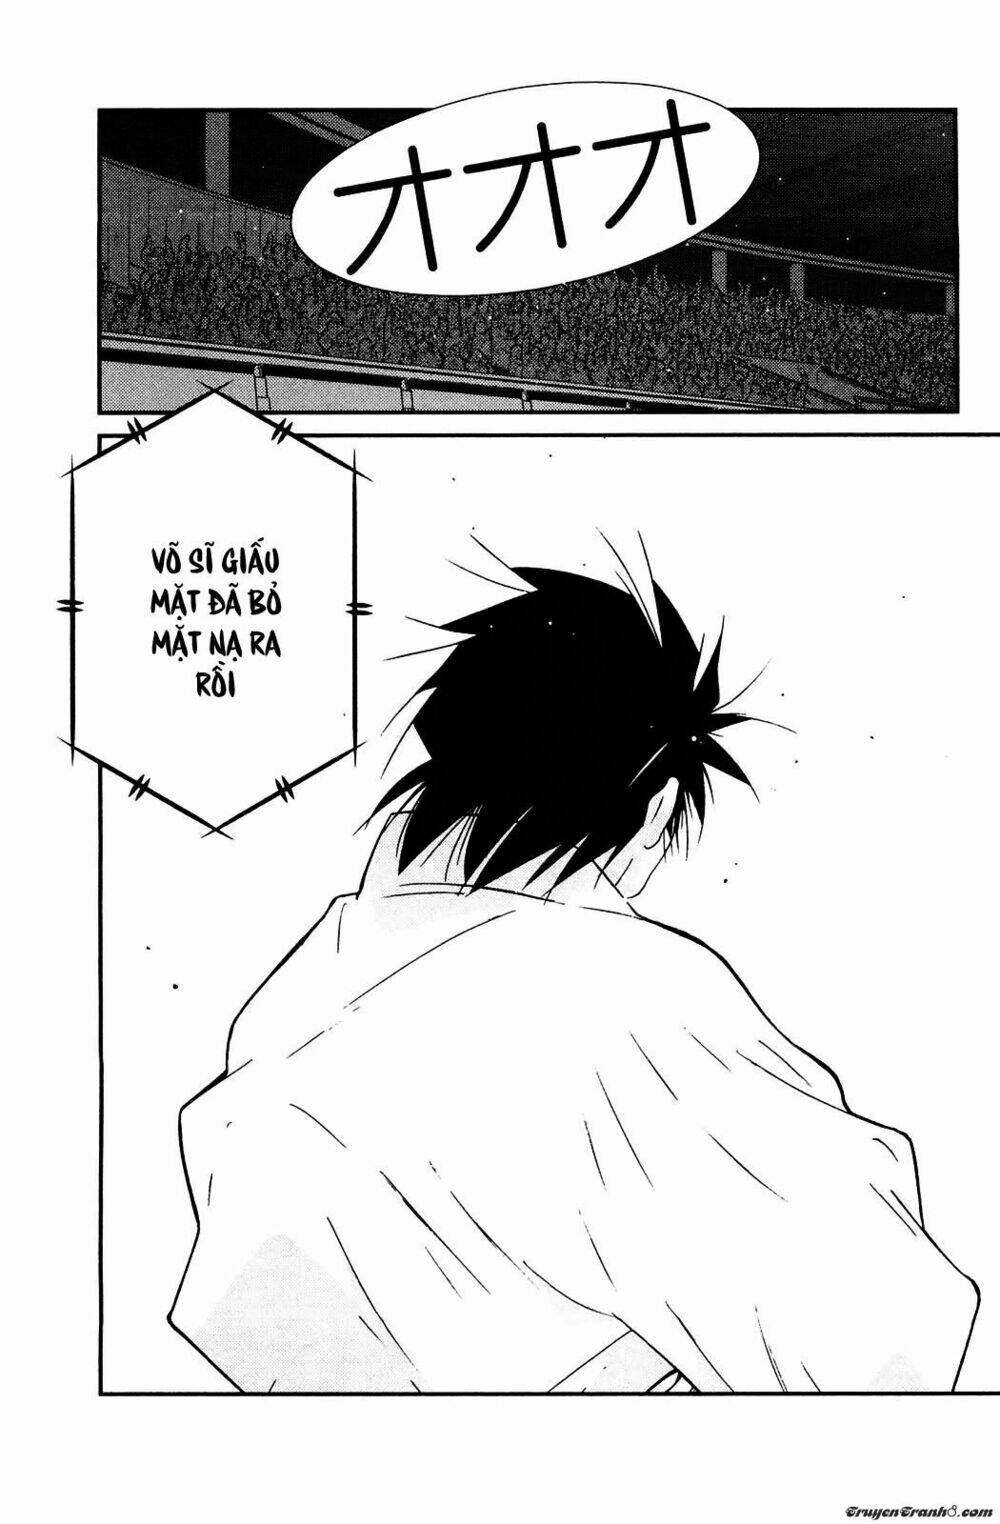 オオオ
VÕ SĨ GIẤU
MẶT ĐÃ BỎ
MẶT NẠ RA
RỒI
TruyenTranh8.com